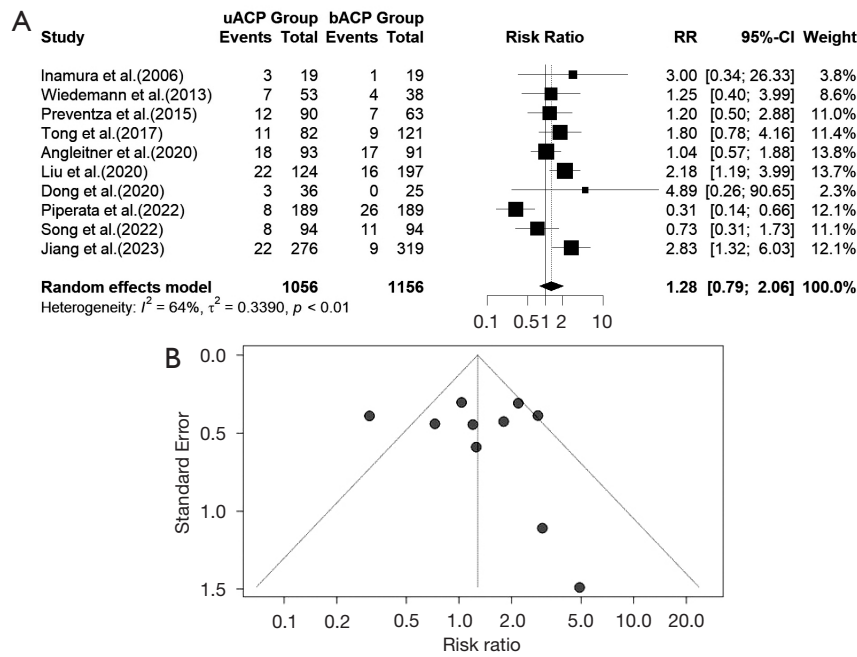 A
uACP Group bACP Group
Study Events Total Events Total Risk Ratio RR 95%-CI Weight
Inamura et al.(2006) 3 19 1 19 3.00 [0.34; 26.33] 3.8%
Wiedemann et al.(2013) 7 53 4 38 1.25 [0.40; 3.99] 8.6%
Preventza et al.(2015) 12 90 7 63 1.20 [0.50; 2.88] 11.0%
Tong et al.(2017) 11 82 9 121 1.80 [0.78; 4.16] 11.4%
Angleitner et al.(2020) 18 93 17 91 1.04 [0.57; 1.88] 13.8%
Liu et al.(2020) 22 124 16 197 2.18 [1.19; 3.99] 13.7%
Dong et al.(2020) 3 36 0 25 4.89 [0.26; 90.65] 2.3%
Piperata et al.(2022) 8 189 26 189 0.31 [0.14; 0.66] 12.1%
Song et al.(2022) 8 94 11 94 0.73 [0.31; 1.73] 11.1%
Jiang et al.(2023) 22 276 9 319 2.83 [1.32; 6.03] 12.1%
Random effects model 1056 1156 1.28 [0.79; 2.06] 100.0%
Heterogeneity: I² = 64%, τ² = 0.3390, p < 0.01
0.1 0.5 1 2 10
B
0.0
0.5
1.0
1.5
Standard Error
0.1 0.2 0.5 1.0 2.0 5.0 10.0 20.0
Risk ratio